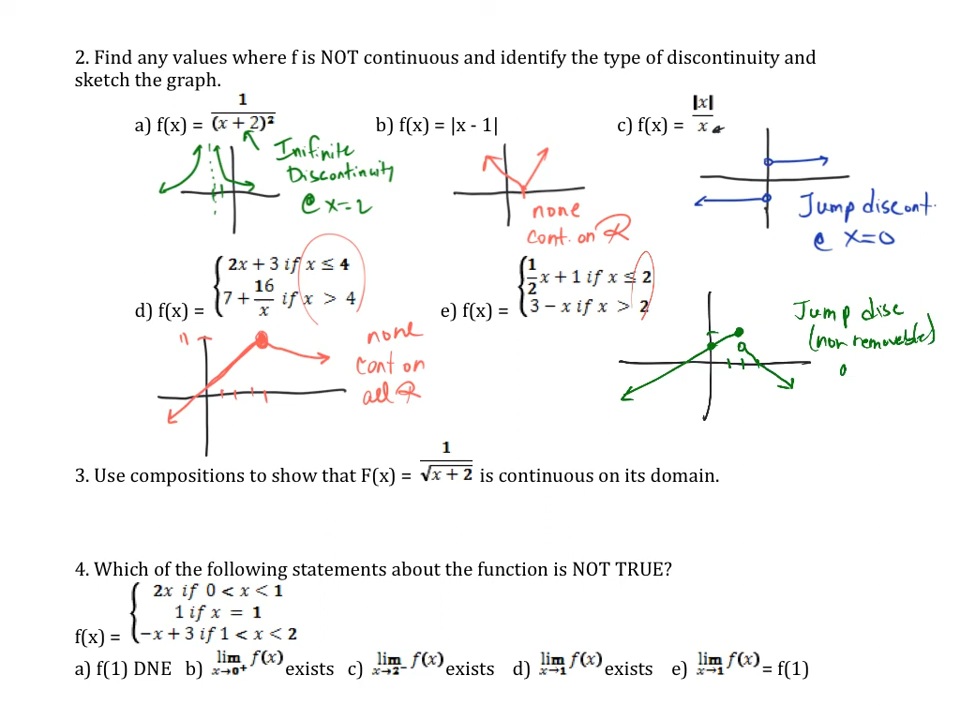 2. Find any values where f is NOT continuous and identify the type of discontinuity and
sketch the graph.
a) f(x) = 1/(x + 2)²   b) f(x) = |x - 1|   c) f(x) = |x|/x
Inifinite
Discontinuity
@ x=-2
none
Cont. on ℝ
Jump discont.
@ x=0
d) f(x) = { 2x + 3 if x ≤ 4
7 + 16/x if x > 4
e) f(x) = { 1/2 x + 1 if x ≤ 2
3 − x if x > 2
11
none
cont on
all ℝ
Jump disc
(non removeable)
3. Use compositions to show that F(x) = 1/√x + 2 is continuous on its domain.
4. Which of the following statements about the function is NOT TRUE?
f(x) = { 2x if 0 < x < 1
1 if x = 1
−x + 3 if 1 < x < 2
a) f(1) DNE b) lim x→0⁺ f(x) exists c) lim x→2⁻ f(x) exists d) lim x→1 f(x) exists e) lim x→1 f(x) = f(1)